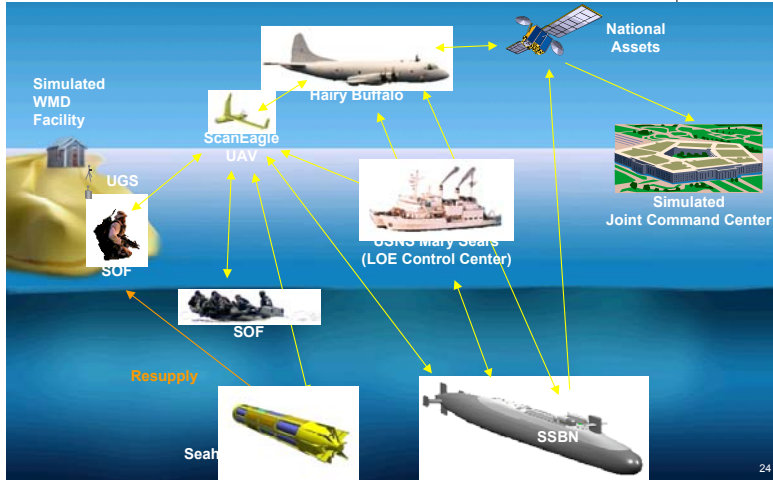 National
Assets
Hairy Buffalo
Simulated
WMD
Facility
ScanEagle
UAV
UGS
SOF
USNS Mary Sears
(LOE Control Center)
Simulated
Joint Command Center
SOF
Resupply
Seah
SSBN
24